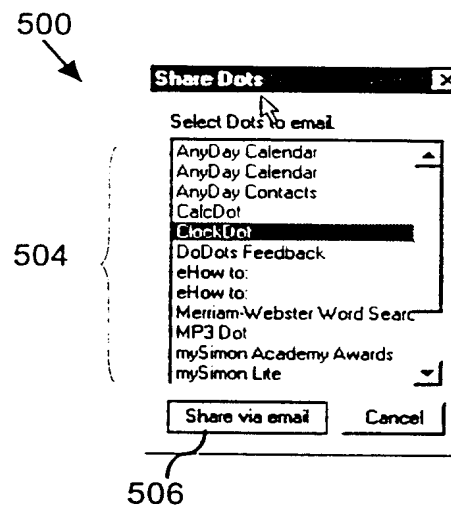 500
Share Dots
Select Dots to email.
AnyDay Calendar
AnyDay Calendar
AnyDay Contacts
CalcDot
ClockDot
504
DoDots Feedback
eHow to:
eHow to:
Merriam-Webster Word Searc
MP3 Dot
mySimon Academy Awards
mySimon Lite
Share via email Cancel
506